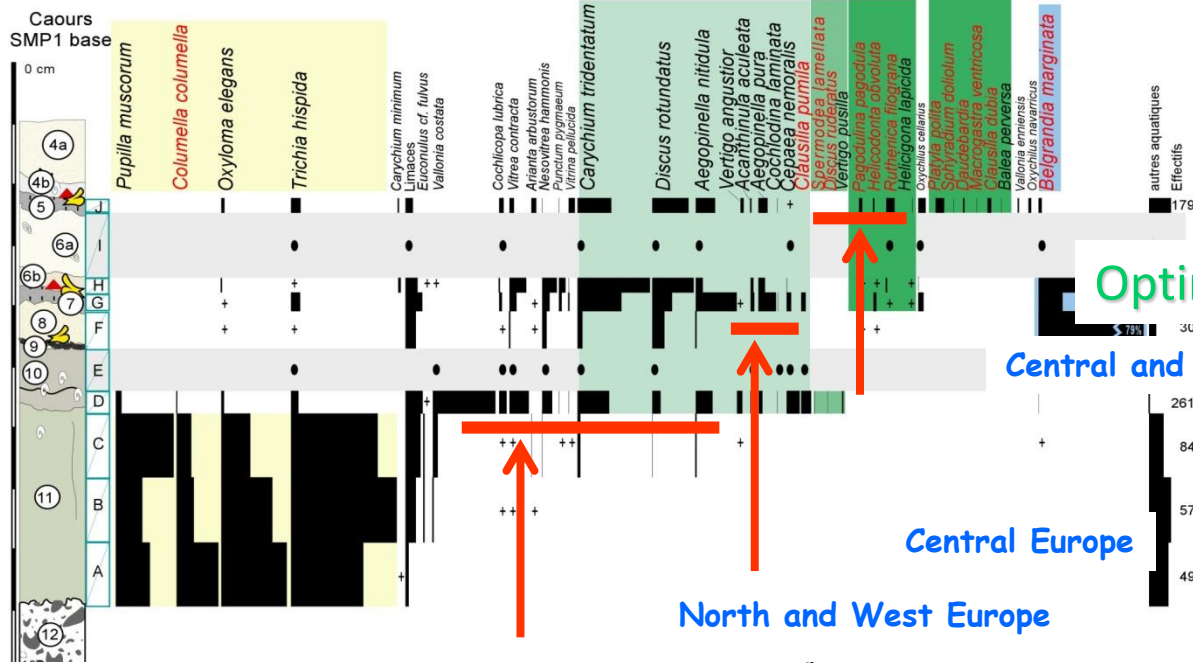 Caours
SMP1 base
0 cm
Pupilla muscorum
Columella columella
Oxyloma elegans
Trichia hispida
Carychium minimum
Limaces
Euconulus cf. fulvus
Vallonia costata
Cochlicopa lubrica
Vitrea contracta
Arianta arbustorum
Nesovitrea hammonis
Punctum pygmaeum
Vitrina pellucida
Carychium tridentatum
Discus rotundatus
Aegopinella nitidula
Vertigo angustior
Acanthinula aculeata
Aegopinella pura
Cochlodina laminata
Cepaea nemoralis
Clausilia pumila
Spermodea lamellata
Discus ruderatus
Vertigo pusilla
Pagodulina pagodula
Helicodonta obvoluta
Ruthenica filograna
Helicigona lapicida
Oxychilus cellarius
Platyla polita
Sphyradium doliolum
Daudebardia
Macrogastra ventricosa
Clausilia dubia
Balea perversa
Vallonia enniensis
Oxychilus navarricus
Belgrandia marginata
autres aquatiques
Effectifs
4a
4b
5
J
179
6a
I
6b
H
7
G
Optin
8
F
79%
30
9
10
E
Central and
D
261
C
84
11
B
57
Central Europe
A
49
North and West Europe
12